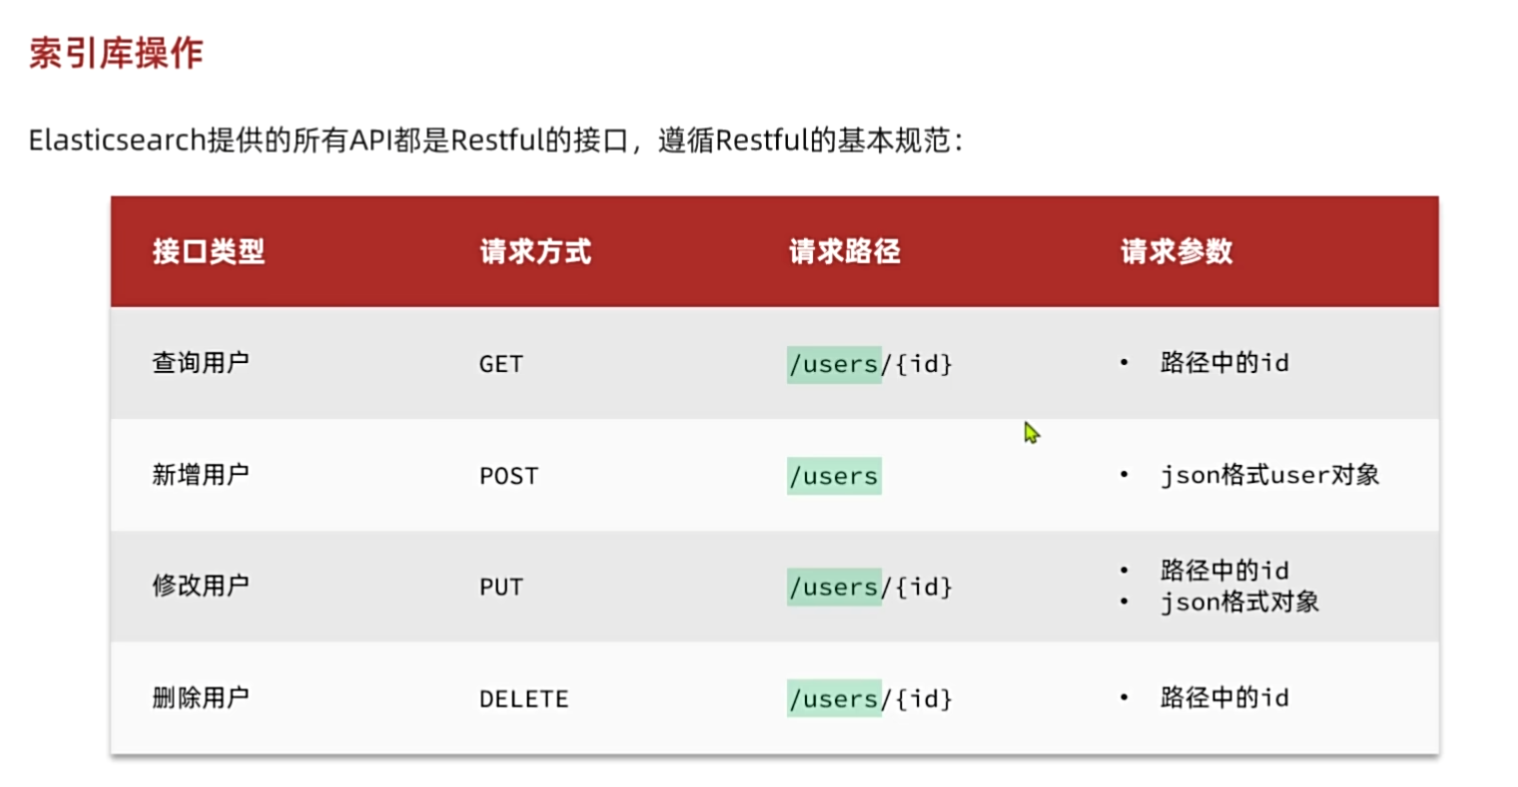 索引库操作
Elasticsearch提供的所有API都是Restful的接口，遵循Restful的基本规范：
接口类型 请求方式 请求路径 请求参数
查询用户 GET /users/{id} • 路径中的id
新增用户 POST /users • json格式user对象
修改用户 PUT /users/{id} • 路径中的id
• json格式对象
删除用户 DELETE /users/{id} • 路径中的id